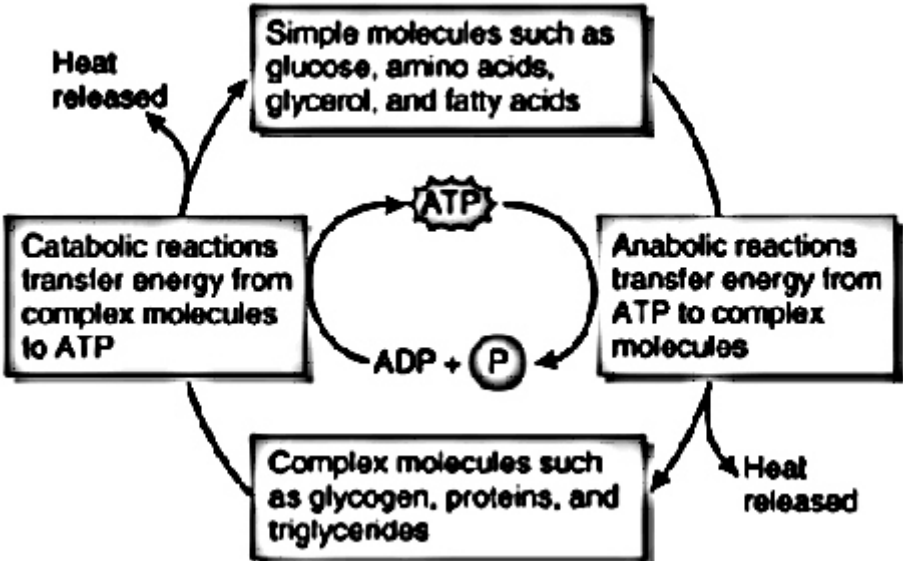 Simple molecules such as
glucose, amino acids,
glycerol, and fatty acids
Heat
released
ATP
Catabolic reactions
transfer energy from
complex molecules
to ATP
Anabolic reactions
transfer energy from
ATP to complex
molecules
ADP + P
Complex molecules such
as glycogen, proteins, and
triglycerides
Heat
released